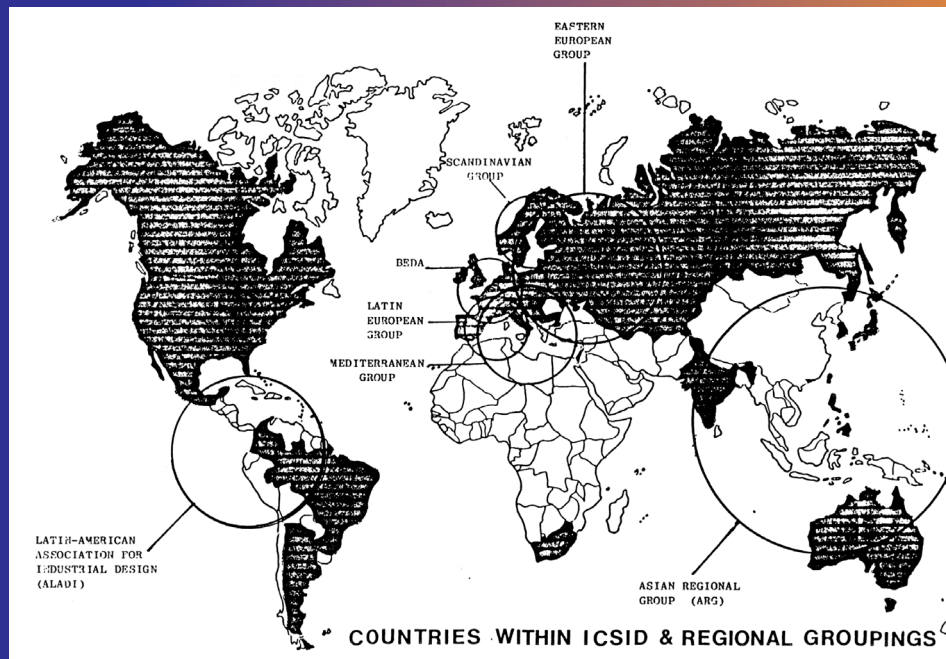 EASTERN
EUROPEAN
GROUP
SCANDINAVIAN
GROUP
BEDA
LATIN
EUROPEAN
GROUP
MEDITERRANEAN
GROUP
LATIN-AMERICAN
ASSOCIATION FOR
INDUSTRIAL DESIGN
(ALADI)
ASIAN REGIONAL
GROUP (ARG)
COUNTRIES WITHIN ICSID & REGIONAL GROUPINGS